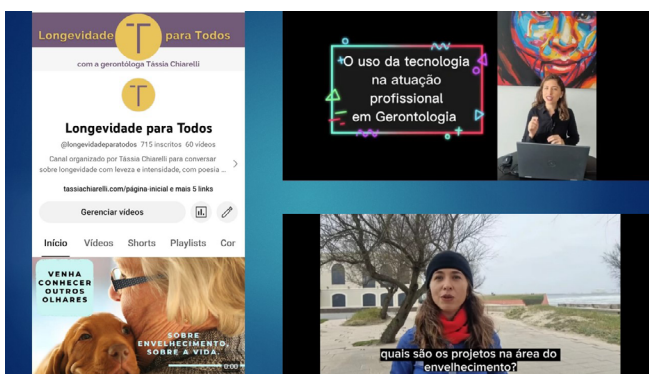 Longevidade para Todos
com a gerontóloga Tássia Chiarelli
Longevidade para Todos
@longevidadeparatodos 715 inscritos 60 vídeos
Canal organizado por Tássia Chiarelli para conversar
sobre longevidade com leveza e intensidade, com poesia ...
tassiachiarelli.com/página-inicial e mais 5 links
Gerenciar vídeos
Início Vídeos Shorts Playlists Cor
VENHA
CONHECER
OUTROS
OLHARES
SOBRE
ENVELHECIMENTO,
SOBRE A VIDA.
0:00
O uso da tecnologia
na atuação
profissional
em Gerontologia
quais são os projetos na área do
envelhecimento?